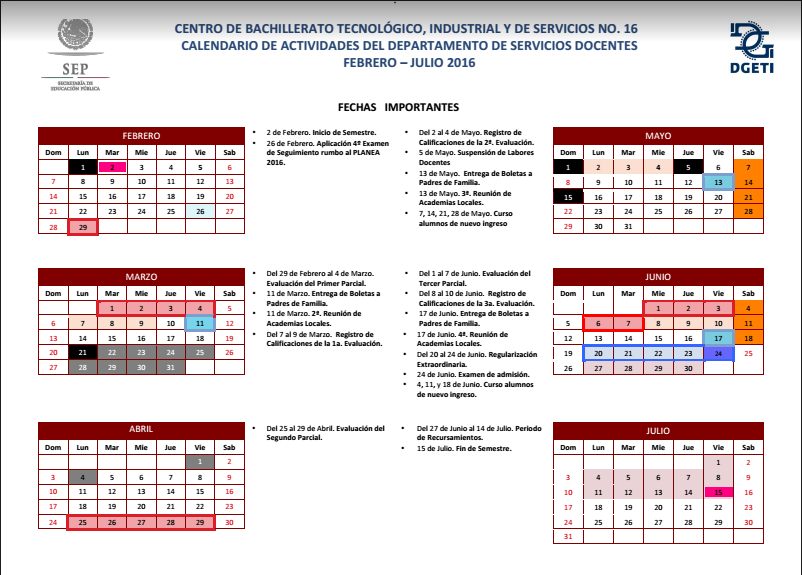 CENTRO DE BACHILLERATO TECNOLÓGICO, INDUSTRIAL Y DE SERVICIOS NO. 16
CALENDARIO DE ACTIVIDADES DEL DEPARTAMENTO DE SERVICIOS DOCENTES
FEBRERO – JULIO 2016
SEP
SECRETARÍA DE
EDUCACIÓN PÚBLICA
DGETI
FECHAS IMPORTANTES
FEBRERO
Dom Lun Mar Mie Jue Vie Sab
1 2 3 4 5 6
7 8 9 10 11 12 13
14 15 16 17 18 19 20
21 22 23 24 25 26 27
28 29
• 2 de Febrero. Inicio de Semestre.
• 26 de Febrero. Aplicación 4º Examen
de Seguimiento rumbo al PLANEA
2016.
• Del 2 al 4 de Mayo. Registro de
Calificaciones de la 2ª. Evaluación.
• 5 de Mayo. Suspensión de Labores
Docentes
• 13 de Mayo. Entrega de Boletas a
Padres de Familia.
• 13 de Mayo. 3ª. Reunión de
Academias Locales.
• 7, 14, 21, 28 de Mayo. Curso
alumnos de nuevo ingreso
MAYO
Dom Lun Mar Mie Jue Vie Sab
1 2 3 4 5 6 7
8 9 10 11 12 13 14
15 16 17 18 19 20 21
22 23 24 25 26 27 28
29 30 31
MARZO
Dom Lun Mar Mie Jue Vie Sab
1 2 3 4 5
6 7 8 9 10 11 12
13 14 15 16 17 18 19
20 21 22 23 24 25 26
27 28 29 30 31
• Del 29 de Febrero al 4 de Marzo.
Evaluación del Primer Parcial.
• 11 de Marzo. Entrega de Boletas a
Padres de Familia.
• 11 de Marzo. 2ª. Reunión de
Academias Locales.
• Del 7 al 9 de Marzo. Registro de
Calificaciones de la 1a. Evaluación.
• Del 1 al 7 de Junio. Evaluación del
Tercer Parcial.
• Del 8 al 10 de Junio. Registro de
Calificaciones de la 3a. Evaluación.
• 17 de Junio. Entrega de Boletas a
Padres de Familia.
• 17 de Junio. 4ª. Reunión de
Academias Locales.
• Del 20 al 24 de Junio. Regularización
Extraordinaria.
• 24 de Junio. Examen de admisión.
• 4, 11, y 18 de Junio. Curso alumnos
de nuevo ingreso.
JUNIO
Dom Lun Mar Mie Jue Vie Sab
1 2 3 4
5 6 7 8 9 10 11
12 13 14 15 16 17 18
19 20 21 22 23 24 25
26 27 28 29 30
ABRIL
Dom Lun Mar Mie Jue Vie Sab
1 2
3 4 5 6 7 8 9
10 11 12 13 14 15 16
17 18 19 20 21 22 23
24 25 26 27 28 29 30
• Del 25 al 29 de Abril. Evaluación del
Segundo Parcial.
• Del 27 de Junio al 14 de Julio. Periodo
de Recursamientos.
• 15 de Julio. Fin de Semestre.
JULIO
Dom Lun Mar Mie Jue Vie Sab
1 2
3 4 5 6 7 8 9
10 11 12 13 14 15 16
17 18 19 20 21 22 23
24 25 26 27 28 29 30
31